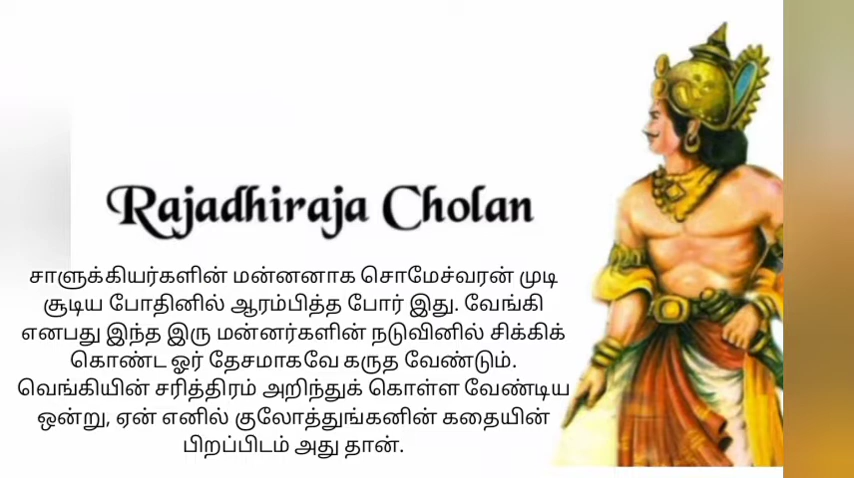 Rajadhiraja Cholan
சாளுக்கியர்களின் மன்னனாக சொமேச்வரன் முடி
சூடிய போதினில் ஆரம்பித்த போர் இது. வேங்கி
எனபது இந்த இரு மன்னர்களின் நடுவினில் சிக்கிக்
கொண்ட ஓர் தேசமாகவே கருத வேண்டும்.
வெங்கியின் சரித்திரம் அறிந்துக் கொள்ள வேண்டிய
ஒன்று, ஏன் எனில் குலோத்துங்கனின் கதையின்
பிறப்பிடம் அது தான்.